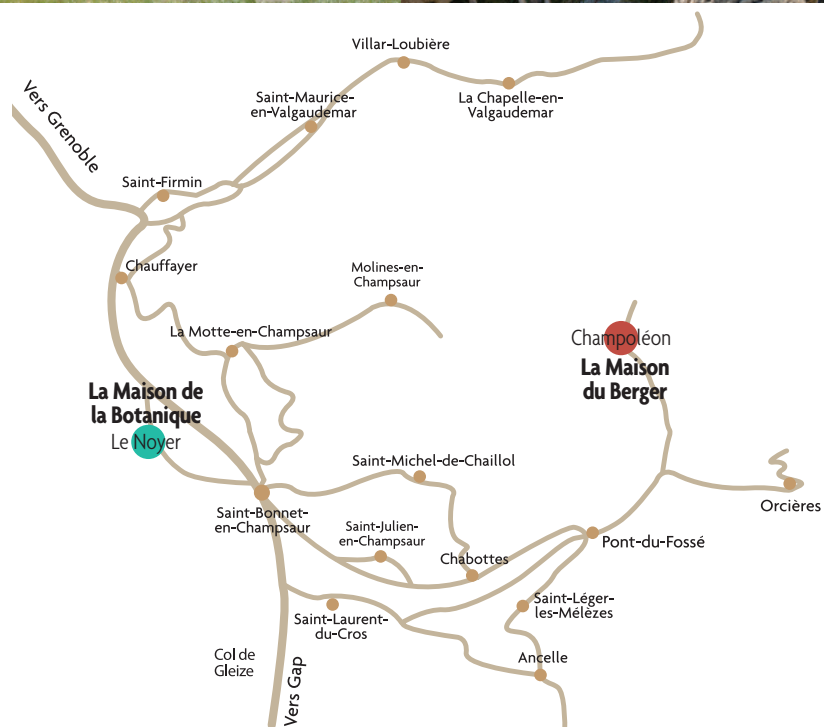 Villar-Loubière
Vers Grenoble
Saint-Maurice-
en-Valgaudemar
La Chapelle-en-
Valgaudemar
Saint-Firmin
Chauffayer
Molines-en-
Champsaur
La Motte-en-Champsaur
Champoléon
La Maison
du Berger
La Maison de
la Botanique
Le Noyer
Saint-Michel-de-Chaillol
Orcières
Saint-Bonnet-
en-Champsaur
Saint-Julien-
en-Champsaur
Pont-du-Fossé
Chabottes
Saint-Laurent-
du-Cros
Saint-Léger-
les-Mélèzes
Col de
Gleize
Vers Gap
Ancelle